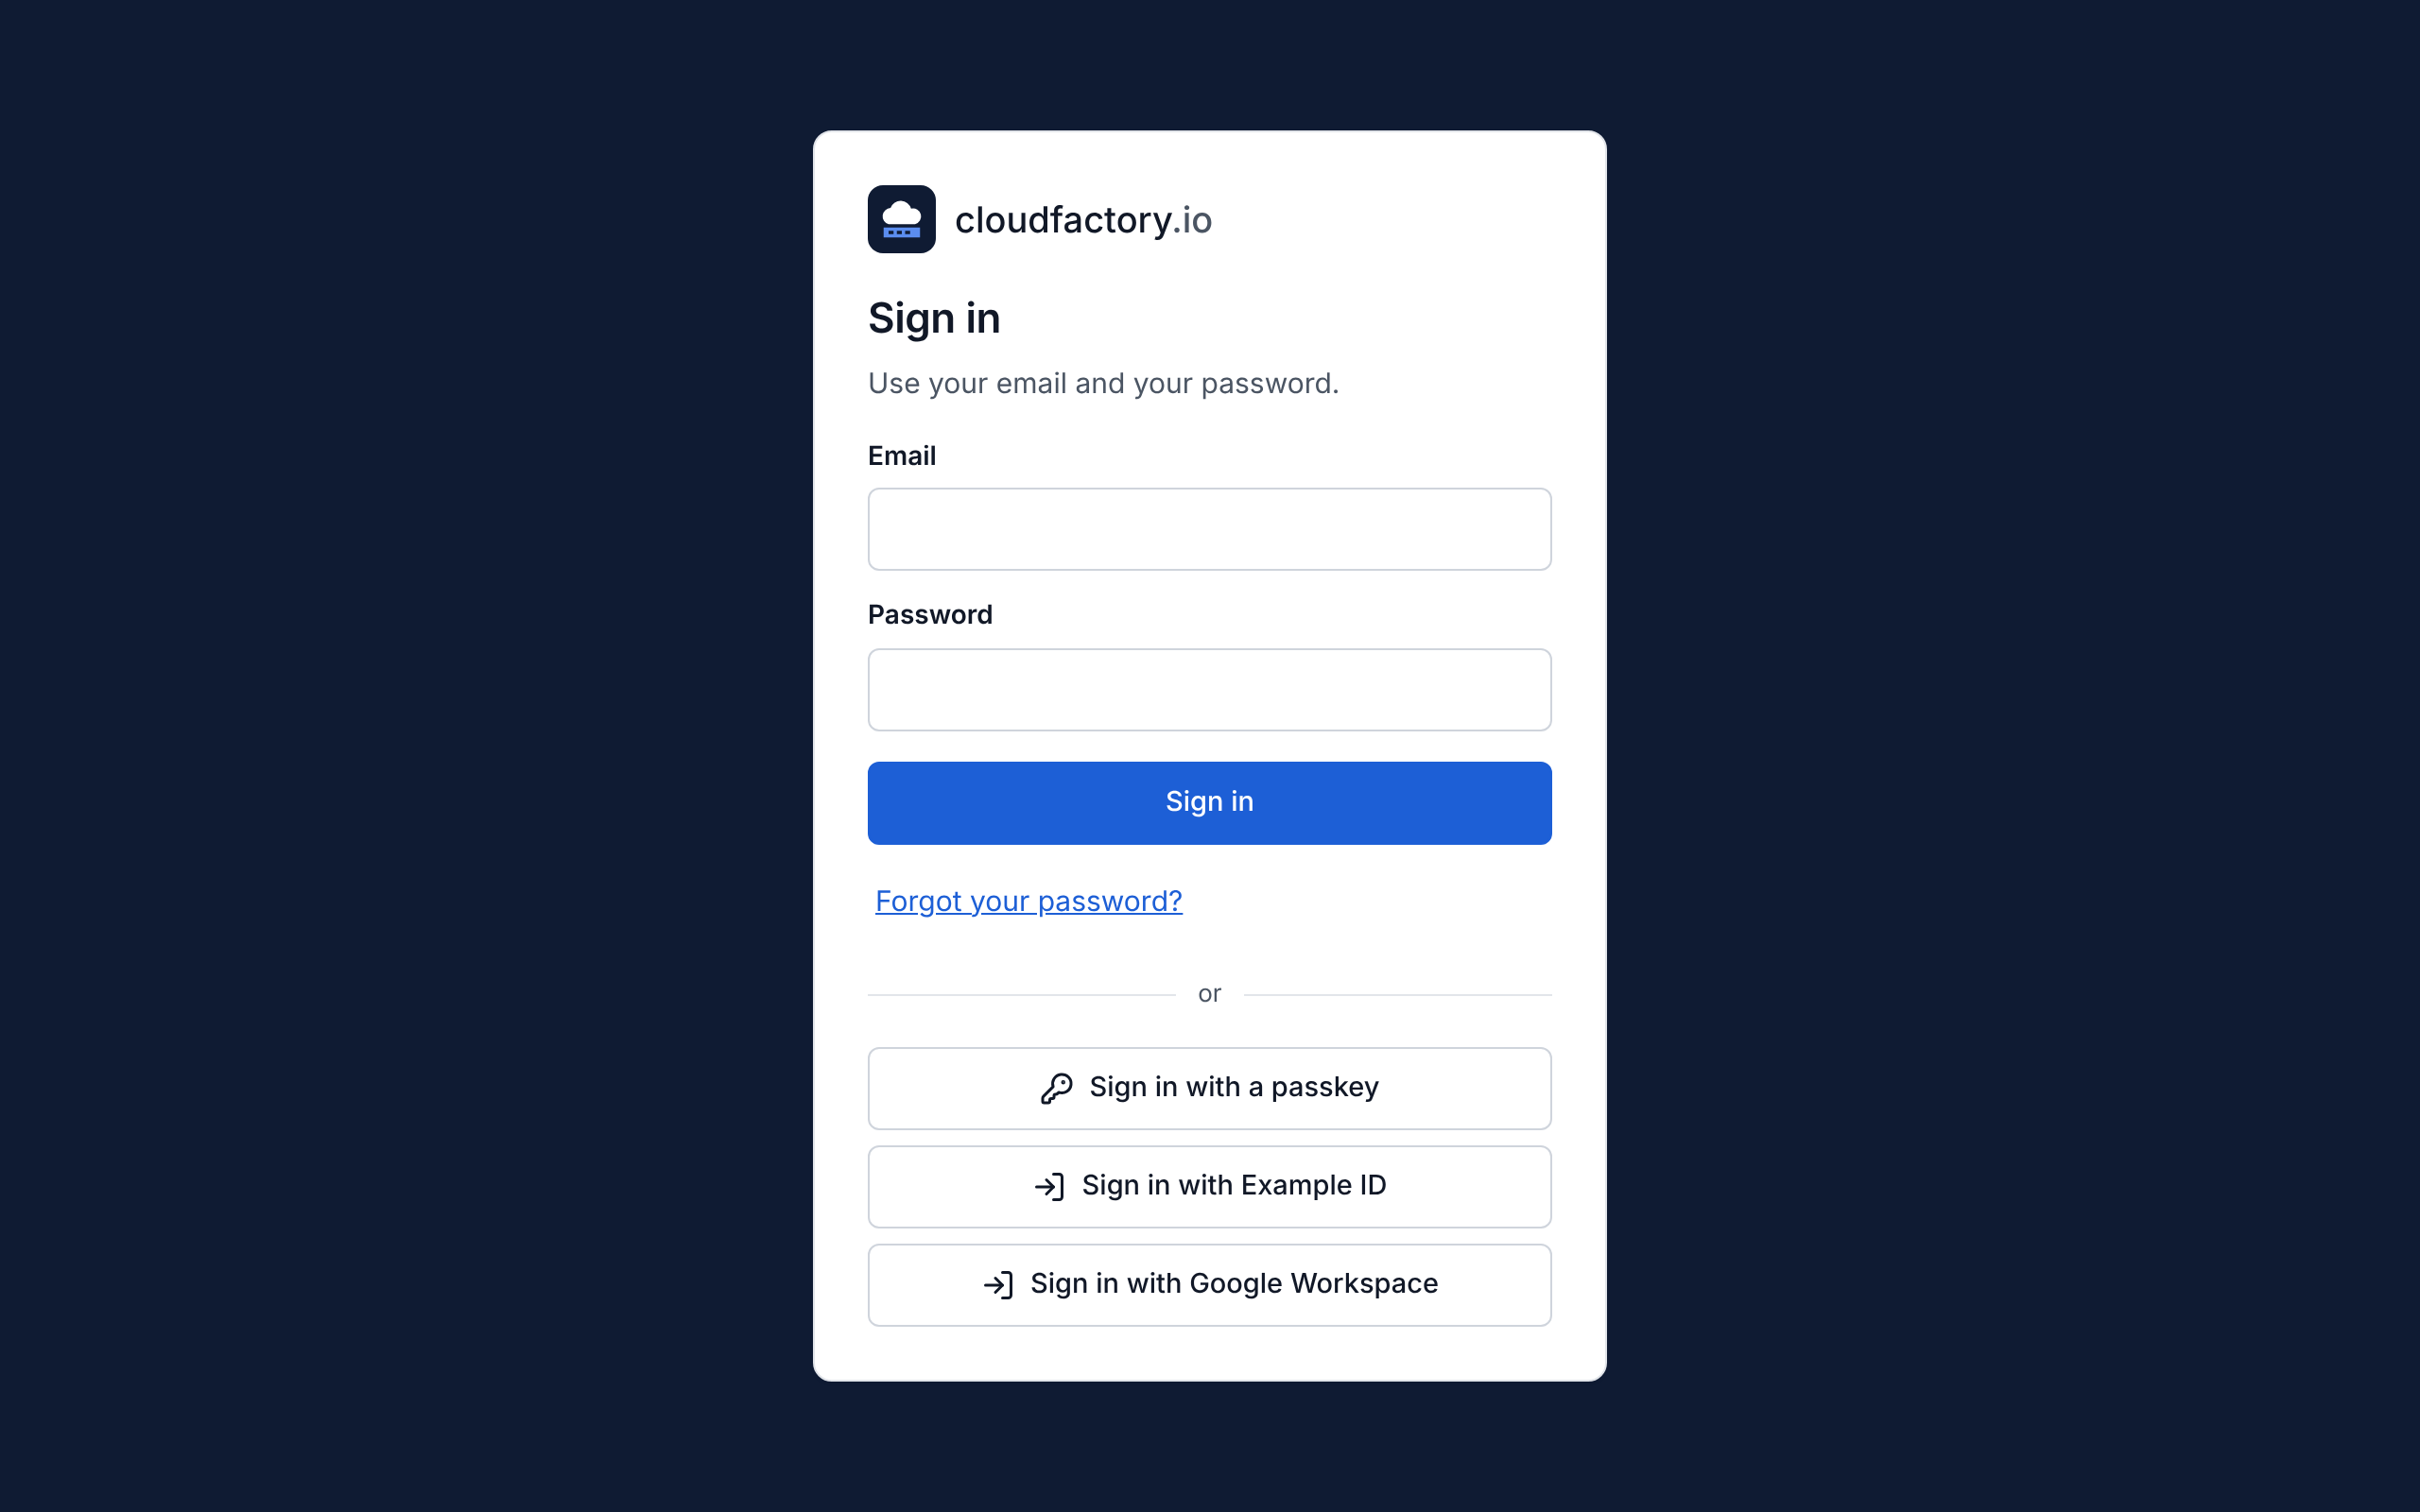 cloudfactory.io
Sign in
Use your email and your password.
Email
Password
Sign in
Forgot your password?
or
Sign in with a passkey
Sign in with Example ID
Sign in with Google Workspace